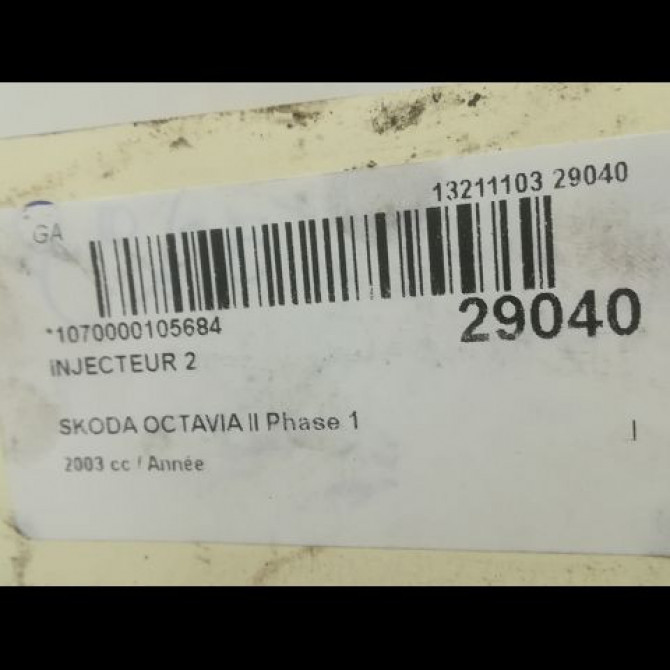 13211103 29040
GA
*1070000105684
29040
INJECTEUR 2
SKODA OCTAVIA II Phase 1
2003 cc / Année